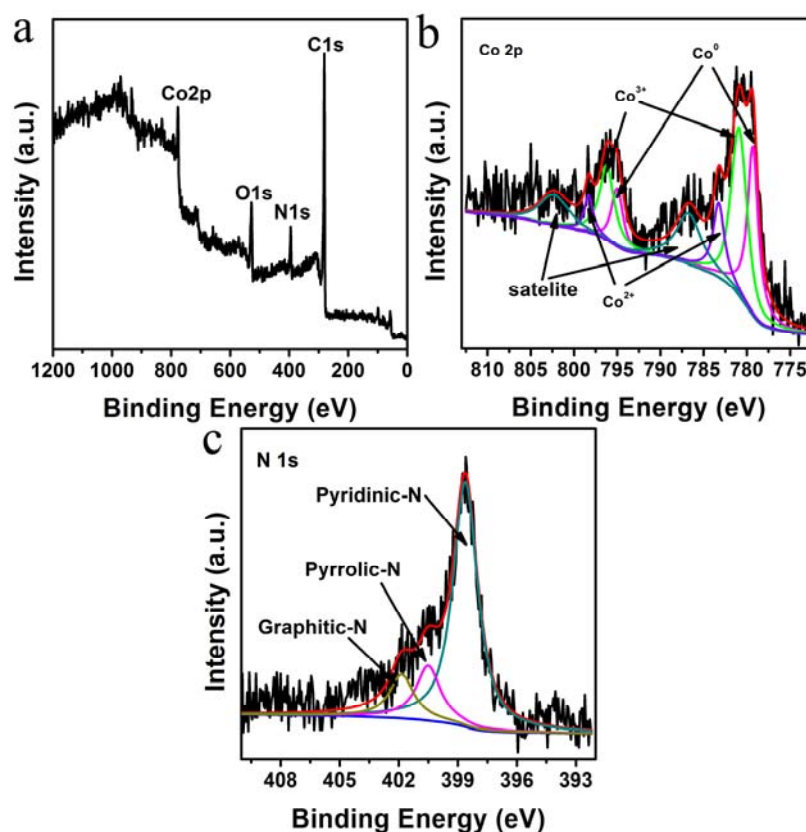 a
C1s
Co2p
O1s
N1s
Intensity (a.u.)
1200 1000 800 600 400 200 0
Binding Energy (eV)
b
Co 2p
Co⁰
Co³⁺
satelite
Co²⁺
Intensity (a.u.)
810 805 800 795 790 785 780 775
Binding Energy (eV)
c
N 1s
Pyridinic-N
Pyrrolic-N
Graphitic-N
Intensity (a.u.)
408 405 402 399 396 393
Binding Energy (eV)